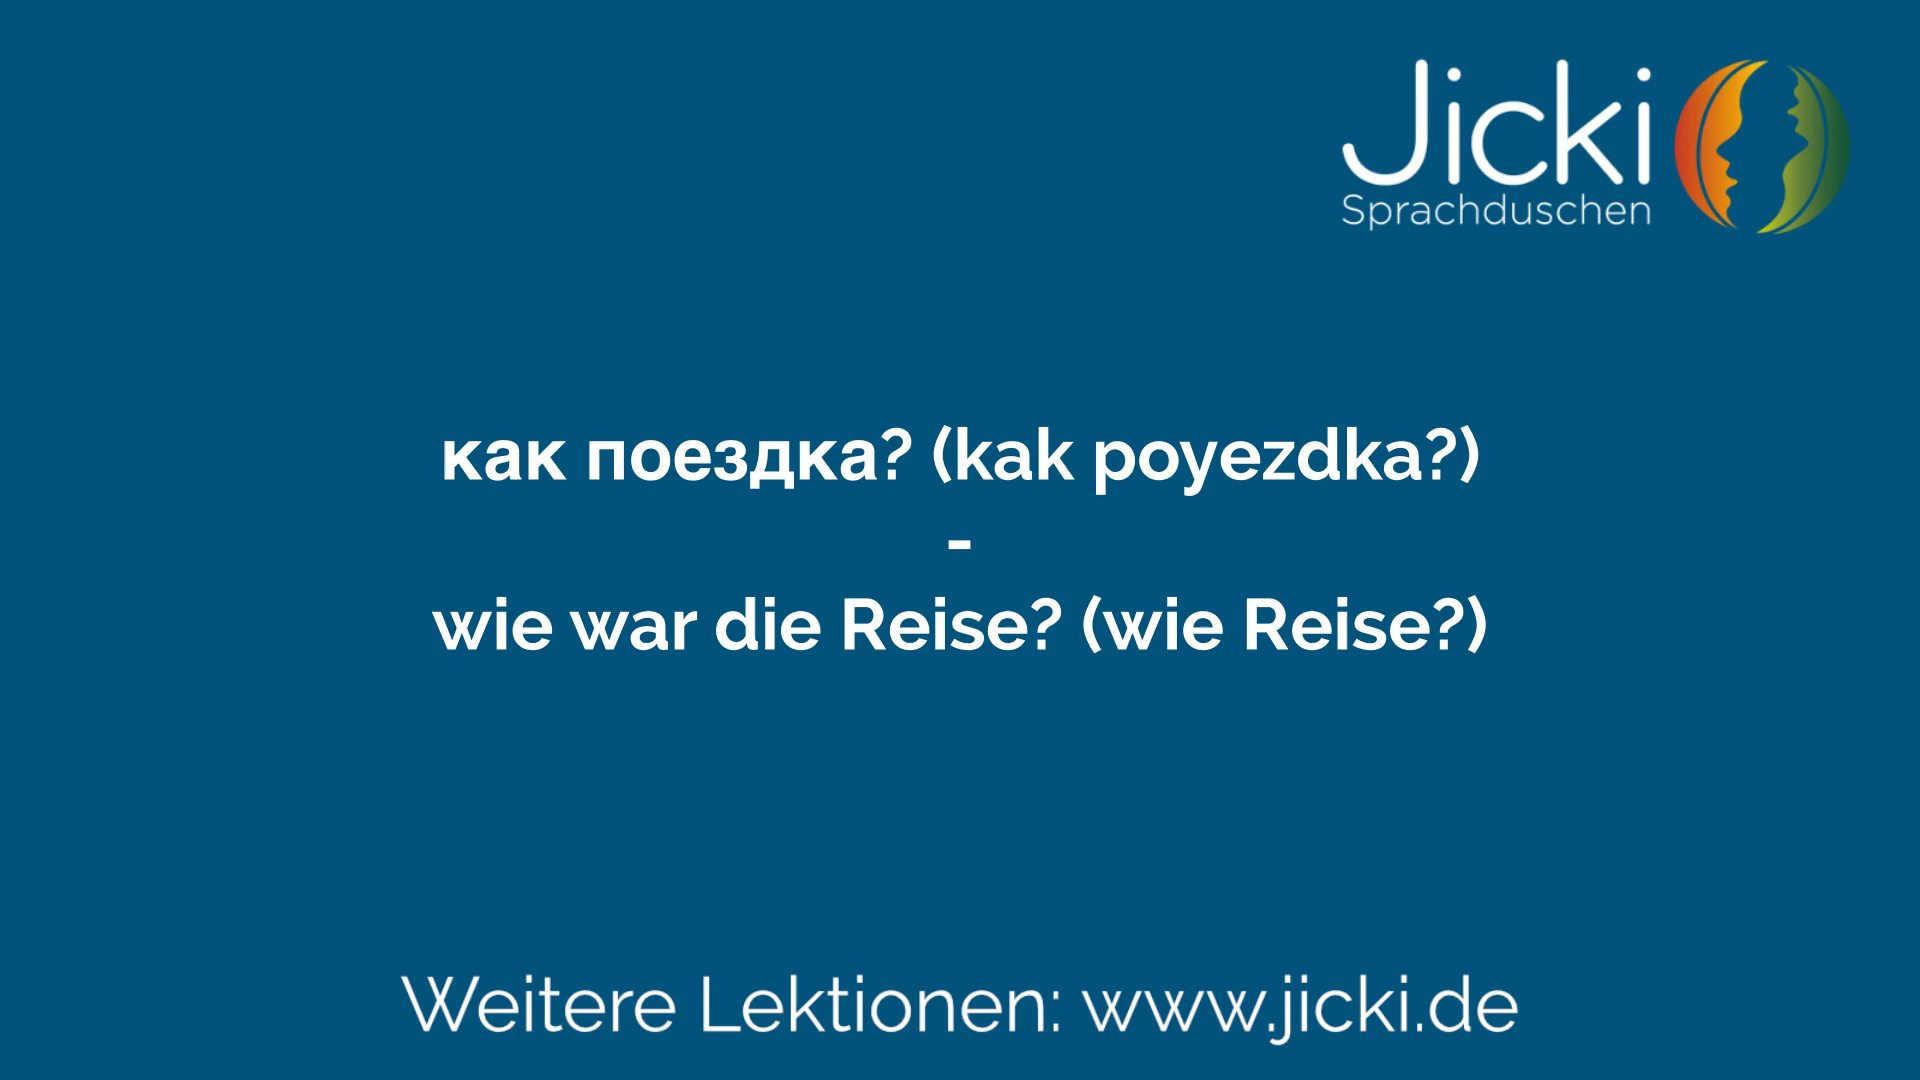 Jicki
Sprachduschen
как поездка? (kak poyezdka?)
-
wie war die Reise? (wie Reise?)
Weitere Lektionen: www.jicki.de